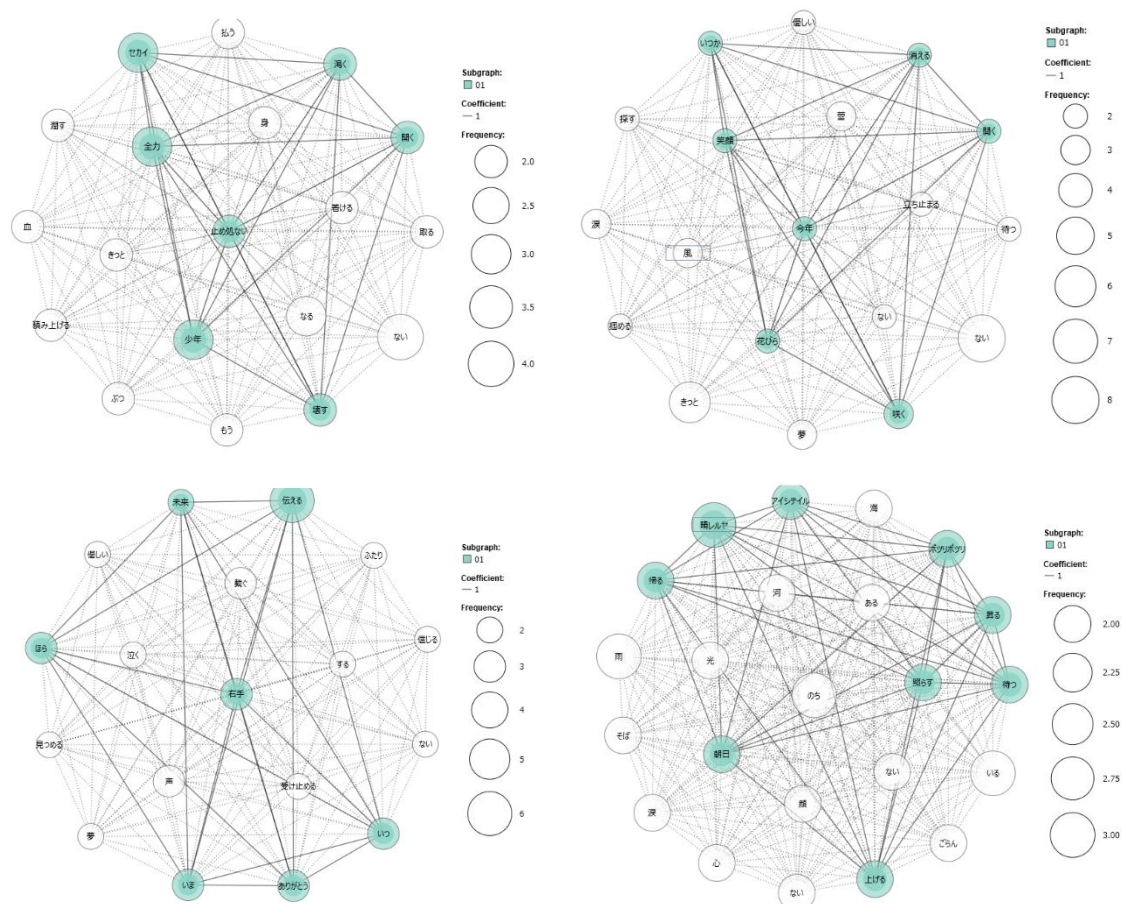 払う
セカイ
渇く
Subgraph:
01
Coefficient:
1
Frequency:
2.0
2.5
3.0
3.5
4.0
潤す
身
全力
開く
着ける
血
止め処ない
取る
きっと
積み上げる
なる
ない
少年
ぶつ
壊す
もう
優しい
いつか
消える
Subgraph:
01
Coefficient:
1
Frequency:
2
3
4
5
6
7
8
探す
蕾
笑顔
開く
立ち止まる
涙
今年
待つ
風
掴める
ない
花びら
ない
きっと
咲く
夢
未来
伝える
Subgraph:
01
Coefficient:
1
Frequency:
2
3
4
5
6
優しい
ふたり
繋ぐ
ほら
泣く
する
信じる
右手
見つめる
ない
声
受け止める
夢
いつ
いま
ありがとう
アイシテイル
海
晴レルヤ
ポツリポツリ
Subgraph:
01
Coefficient:
1
Frequency:
2.00
2.25
2.50
2.75
3.00
帰る
河
ある
昇る
雨
光
照らす
待つ
のち
そば
朝日
ない
いる
涙
顔
ごらん
心
上げる
ない